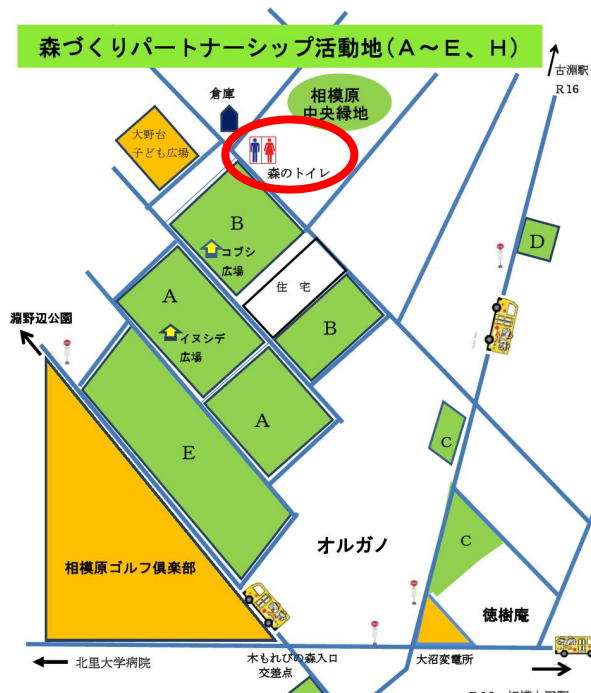 森づくりパートナーシップ活動地(A～E、H)
古淵駅
R16
倉庫
相模原
中央緑地
大野台
子ども広場
森のトイレ
B
コブシ
広場
D
住 宅
A
B
淵野辺公園
イヌシデ
広場
A
C
E
オルガノ
C
相模原ゴルフ倶楽部
徳樹庵
木もれびの森入口
交差点
大沼変電所
北里大学病院